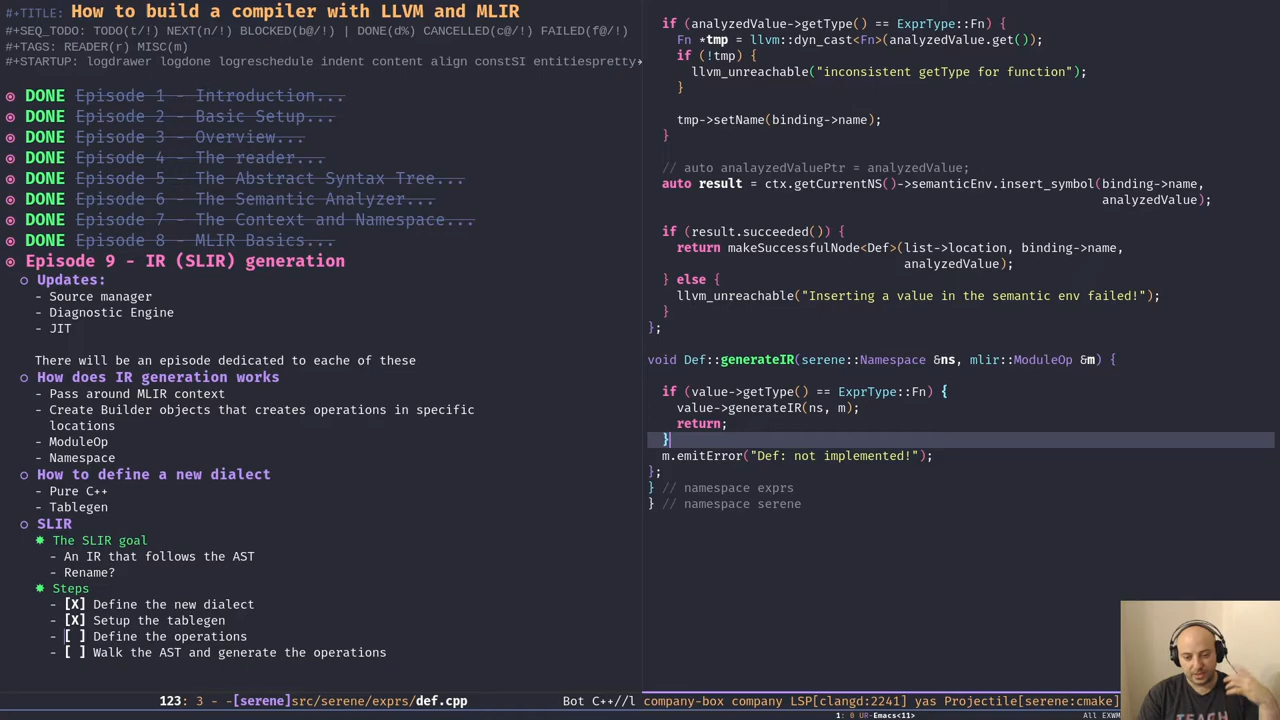 #+TITLE: How to build a compiler with LLVM and MLIR
#+SEQ_TODO: TODO(t/!) NEXT(n/!) BLOCKED(b@/!) | DONE(d%) CANCELLED(c@/!) FAILED(f@/!)
#+TAGS: READER(r) MISC(m)
#+STARTUP: logdrawer logdone logreschedule indent content align constSI entitiespretty
DONE Episode 1 - Introduction...
DONE Episode 2 - Basic Setup...
DONE Episode 3 - Overview...
DONE Episode 4 - The reader...
DONE Episode 5 - The Abstract Syntax Tree...
DONE Episode 6 - The Semantic Analyzer...
DONE Episode 7 - The Context and Namespace...
DONE Episode 8 - MLIR Basics...
Episode 9 - IR (SLIR) generation
Updates:
- Source manager
- Diagnostic Engine
- JIT
There will be an episode dedicated to eache of these
How does IR generation works
- Pass around MLIR context
- Create Builder objects that creates operations in specific
locations
- ModuleOp
- Namespace
How to define a new dialect
- Pure C++
- Tablegen
SLIR
The SLIR goal
- An IR that follows the AST
- Rename?
Steps
- [X] Define the new dialect
- [X] Setup the tablegen
- [ ] Define the operations
- [ ] Walk the AST and generate the operations
if (analyzedValue->getType() == ExprType::Fn) {
Fn *tmp = llvm::dyn_cast<Fn>(analyzedValue.get());
if (!tmp) {
llvm_unreachable("inconsistent getType for function");
}
tmp->setName(binding->name);
}
// auto analayzedValuePtr = analyzedValue;
auto result = ctx.getCurrentNS()->semanticEnv.insert_symbol(binding->name,
analyzedValue);
if (result.succeeded()) {
return makeSuccessfulNode<Def>(list->location, binding->name,
analyzedValue);
} else {
llvm_unreachable("Inserting a value in the semantic env failed!");
}
};
void Def::generateIR(serene::Namespace &ns, mlir::ModuleOp &m) {
if (value->getType() == ExprType::Fn) {
value->generateIR(ns, m);
return;
}
m.emitError("Def: not implemented!");
};
} // namespace exprs
} // namespace serene
123: 3 - -[serene]src/serene/exprs/def.cpp Bot C++//l company-box company LSP[clangd:2241] yas Projectile[serene:cmake]
1: 0 UR-Emacs<11> All EXWM
TEACH